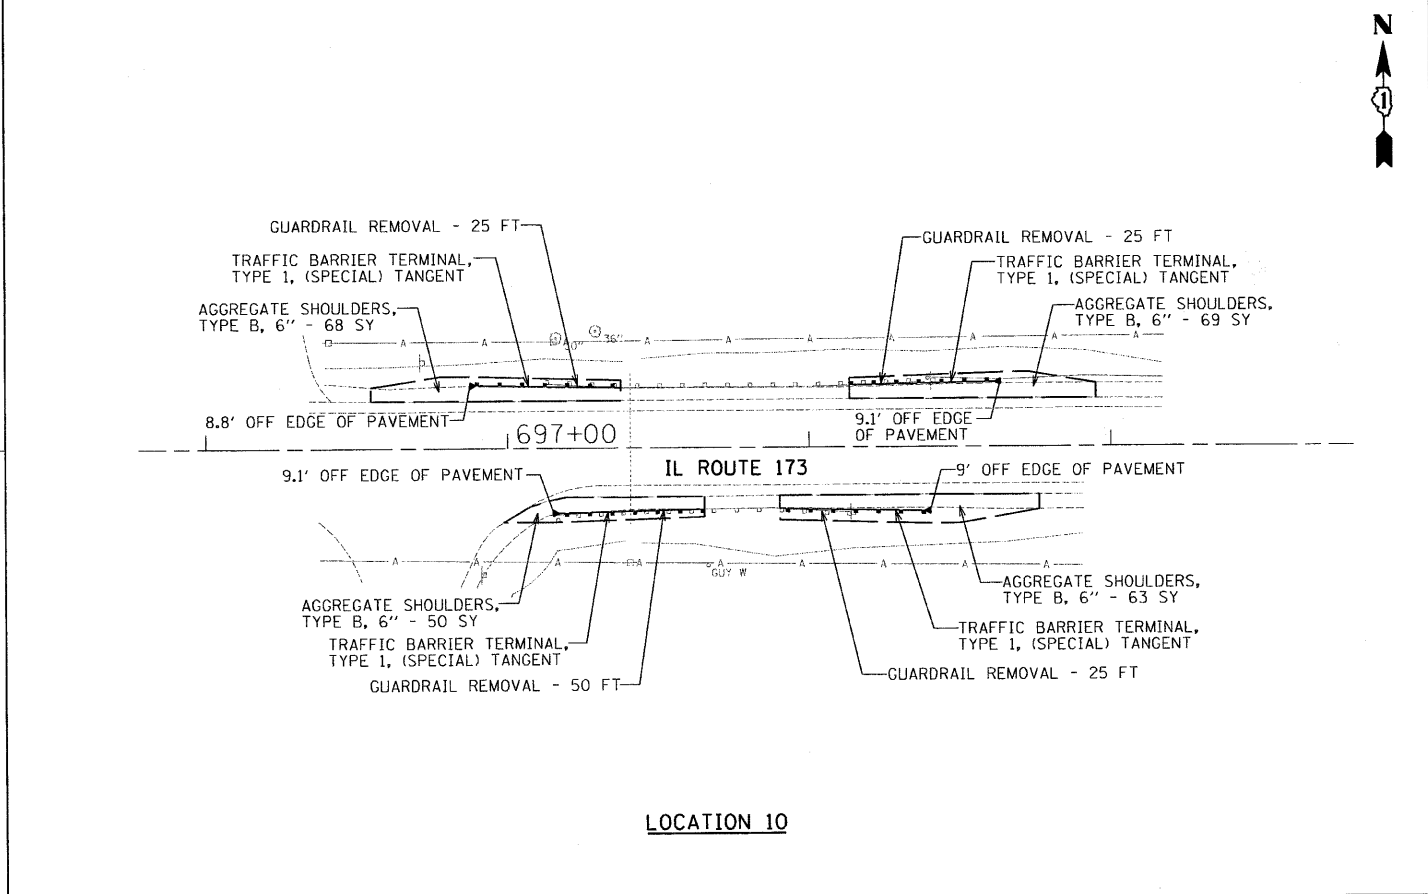 N
1
GUARDRAIL REMOVAL - 25 FT
TRAFFIC BARRIER TERMINAL,
TYPE 1, (SPECIAL) TANGENT
AGGREGATE SHOULDERS,
TYPE B, 6" - 68 SY
GUARDRAIL REMOVAL - 25 FT
TRAFFIC BARRIER TERMINAL,
TYPE 1, (SPECIAL) TANGENT
AGGREGATE SHOULDERS,
TYPE B, 6" - 69 SY
36"
A A A A A A A A A
8.8' OFF EDGE OF PAVEMENT
697+00
9.1' OFF EDGE
OF PAVEMENT
9.1' OFF EDGE OF PAVEMENT
IL ROUTE 173
9' OFF EDGE OF PAVEMENT
A A A A A A A A A
GUY W
AGGREGATE SHOULDERS,
TYPE B, 6" - 50 SY
TRAFFIC BARRIER TERMINAL,
TYPE 1, (SPECIAL) TANGENT
GUARDRAIL REMOVAL - 50 FT
AGGREGATE SHOULDERS,
TYPE B, 6" - 63 SY
TRAFFIC BARRIER TERMINAL,
TYPE 1, (SPECIAL) TANGENT
GUARDRAIL REMOVAL - 25 FT
LOCATION 10